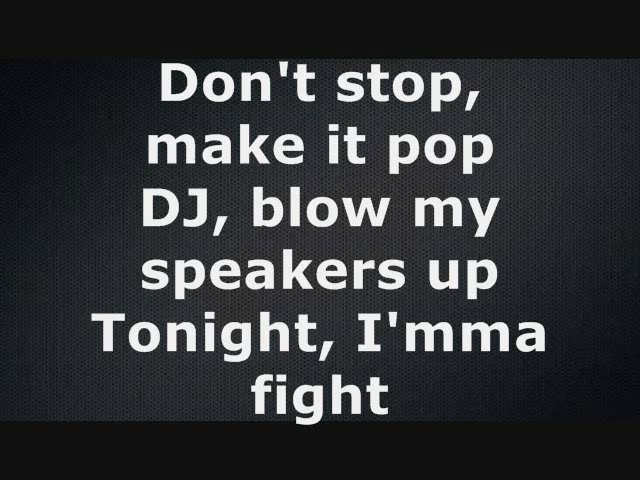 Don't stop,
make it pop
DJ, blow my
speakers up
Tonight, I'mma
fight